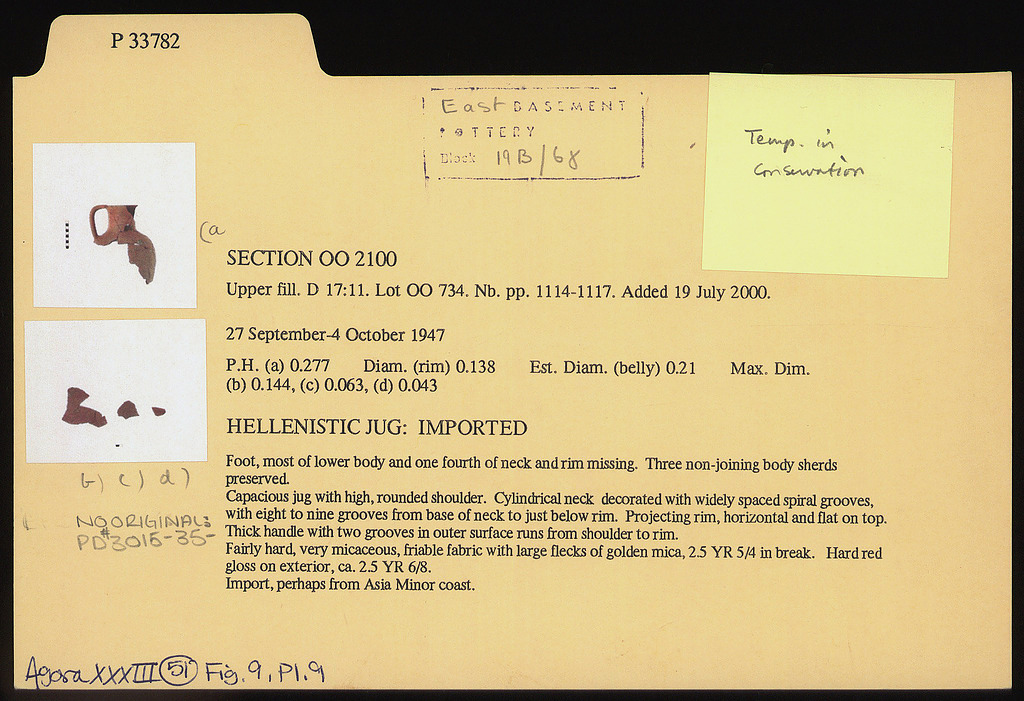 P 33782
East BASEMENT
POTTERY
Block 19B/68
Temp. in
Conservation
(a
SECTION OO 2100
Upper fill. D 17:11. Lot OO 734. Nb. pp. 1114-1117. Added 19 July 2000.
27 September-4 October 1947
P.H. (a) 0.277 Diam. (rim) 0.138 Est. Diam. (belly) 0.21 Max. Dim.
(b) 0.144, (c) 0.063, (d) 0.043
HELLENISTIC JUG: IMPORTED
Foot, most of lower body and one fourth of neck and rim missing. Three non-joining body sherds
preserved.
Capacious jug with high, rounded shoulder. Cylindrical neck decorated with widely spaced spiral grooves,
with eight to nine grooves from base of neck to just below rim. Projecting rim, horizontal and flat on top.
Thick handle with two grooves in outer surface runs from shoulder to rim.
Fairly hard, very micaceous, friable fabric with large flecks of golden mica, 2.5 YR 5/4 in break. Hard red
gloss on exterior, ca. 2.5 YR 6/8.
Import, perhaps from Asia Minor coast.
b) c) d)
NO ORIGINAL:
PD#3015-35-
Agora XXXIII 51 Fig. 9, Pl. 9